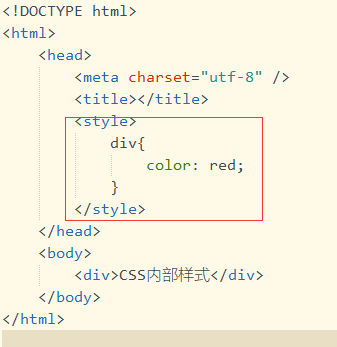 <!DOCTYPE html>
<html>
    <head>
        <meta charset="utf-8" />
        <title></title>
        <style>
            div{
                color: red;
            }
        </style>
    </head>
    <body>
        <div>CSS内部样式</div>
    </body>
</html>